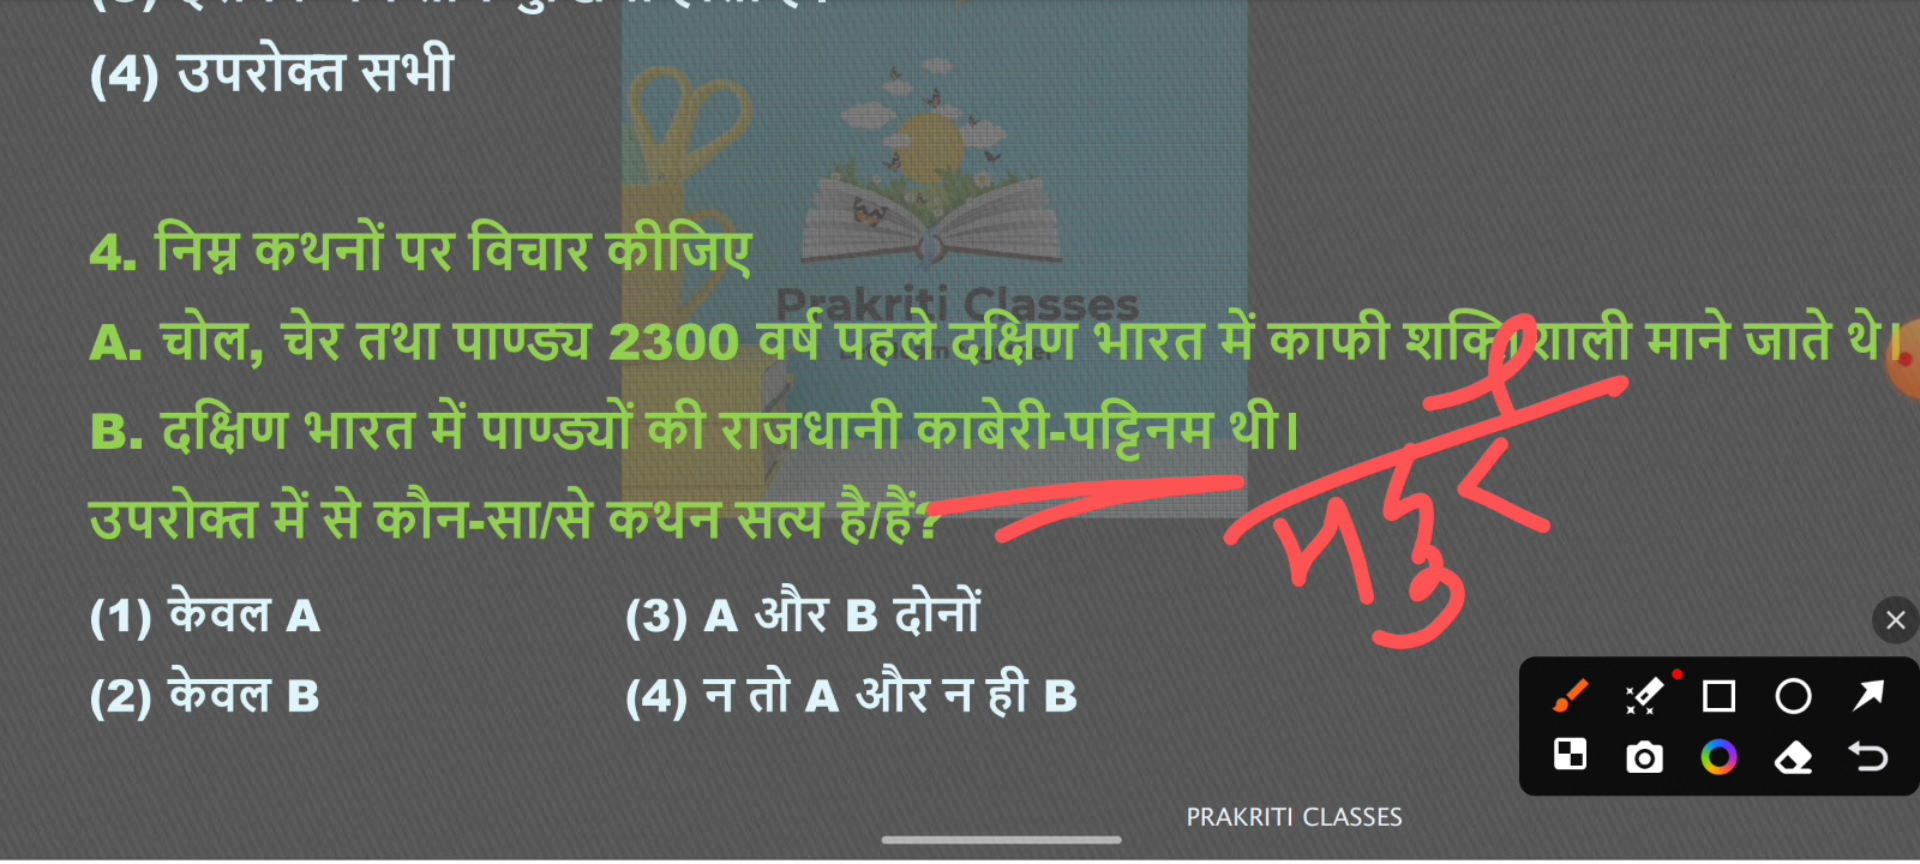 (4) उपरोक्त सभी
4. निम्न कथनों पर विचार कीजिए
Prakriti Classes
A. चोल, चेर तथा पाण्ड्य 2300 वर्ष पहले दक्षिण भारत में काफी शक्तिशाली माने जाते थे।
B. दक्षिण भारत में पाण्ड्यों की राजधानी काबेरी-पट्टिनम थी।
उपरोक्त में से कौन-सा/से कथन सत्य है/हैं?
मदुरै
(1) केवल A
(3) A और B दोनों
(2) केवल B
(4) न तो A और न ही B
PRAKRITI CLASSES